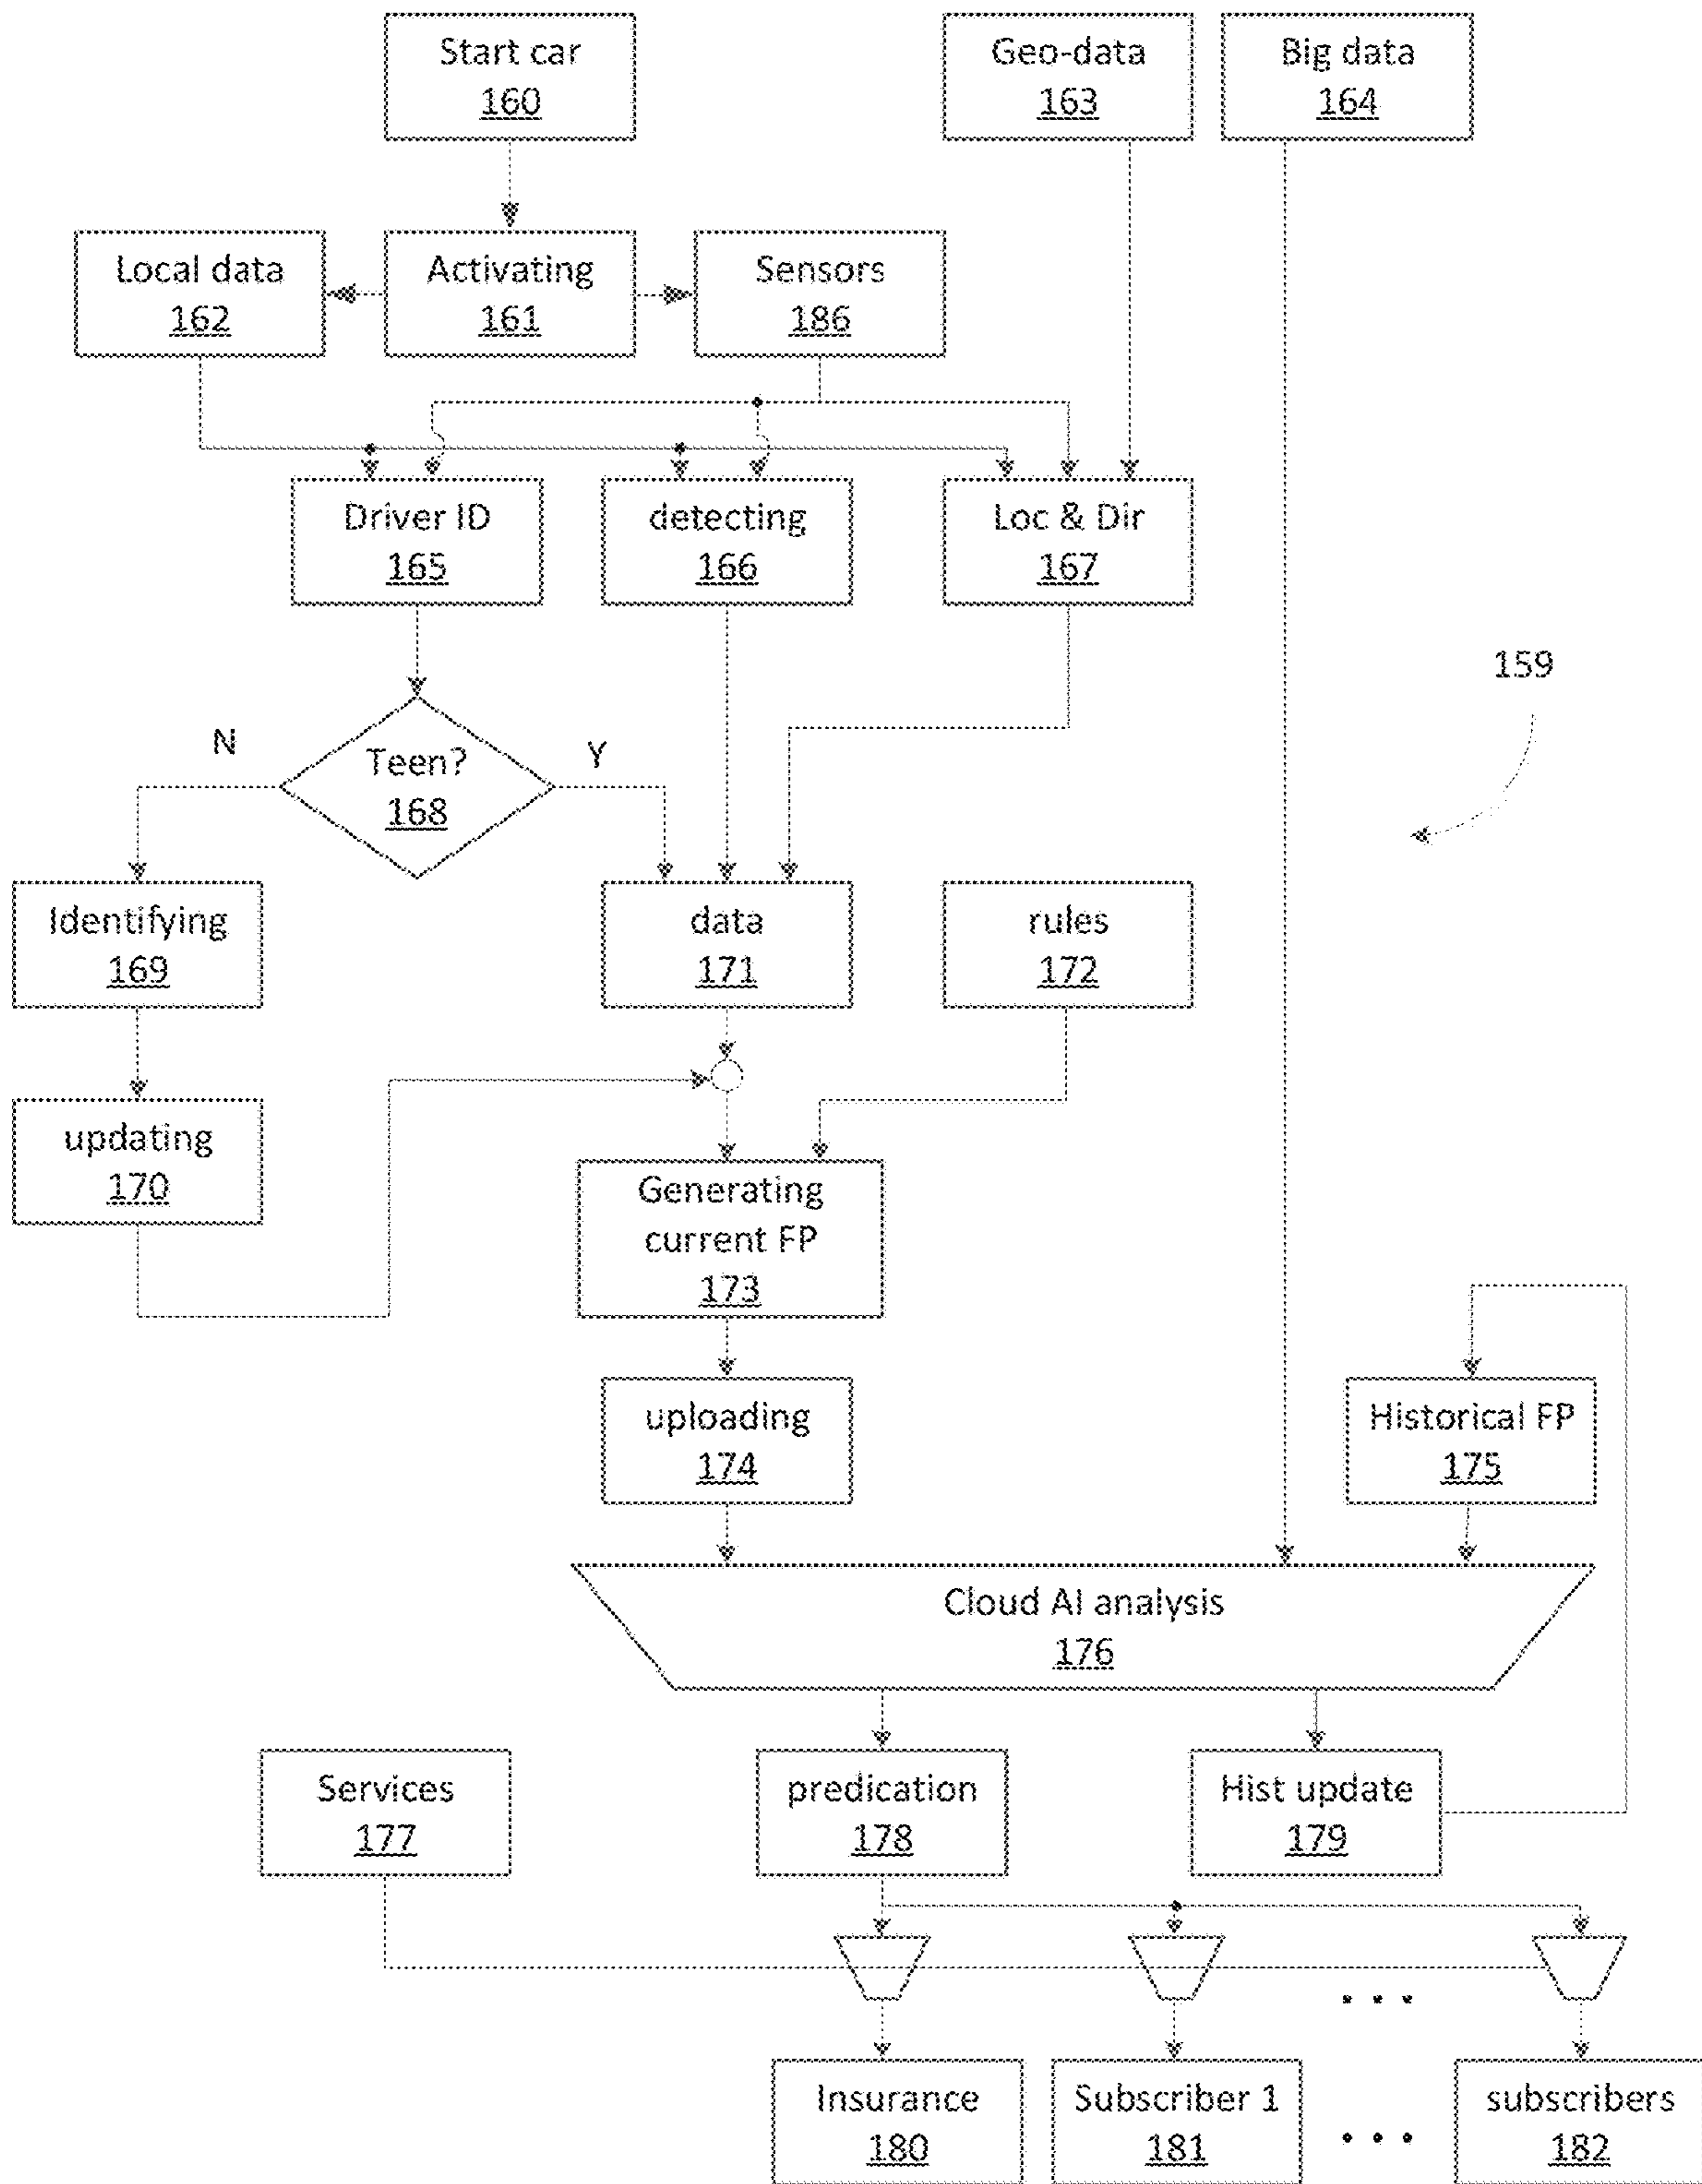 Start car
160
Geo-data
163
Big data
164
Local data
162
Activating
161
Sensors
186
Driver ID
165
detecting
166
Loc & Dir
167
159
N
Teen?
168
Y
Identifying
169
data
171
rules
172
updating
170
Generating
current FP
173
uploading
174
Historical FP
175
Cloud AI analysis
176
Services
177
predication
178
Hist update
179
. . .
Insurance
180
Subscriber 1
181
. . .
subscribers
182